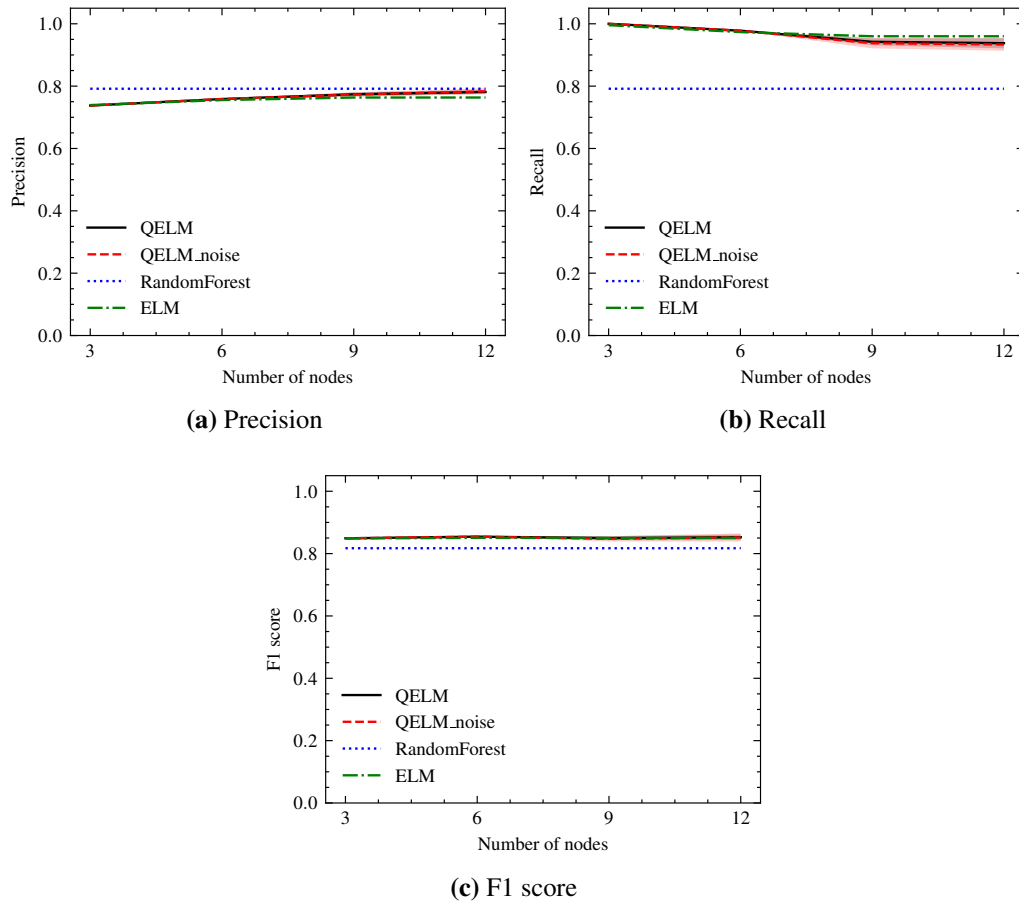 1.0
0.8
0.6
0.4
0.2
0.0
Precision
QELM
QELM_noise
RandomForest
ELM
3 6 9 12
Number of nodes
(a) Precision
1.0
0.8
0.6
0.4
0.2
0.0
Recall
QELM
QELM_noise
RandomForest
ELM
3 6 9 12
Number of nodes
(b) Recall
1.0
0.8
0.6
0.4
0.2
0.0
F1 score
QELM
QELM_noise
RandomForest
ELM
3 6 9 12
Number of nodes
(c) F1 score